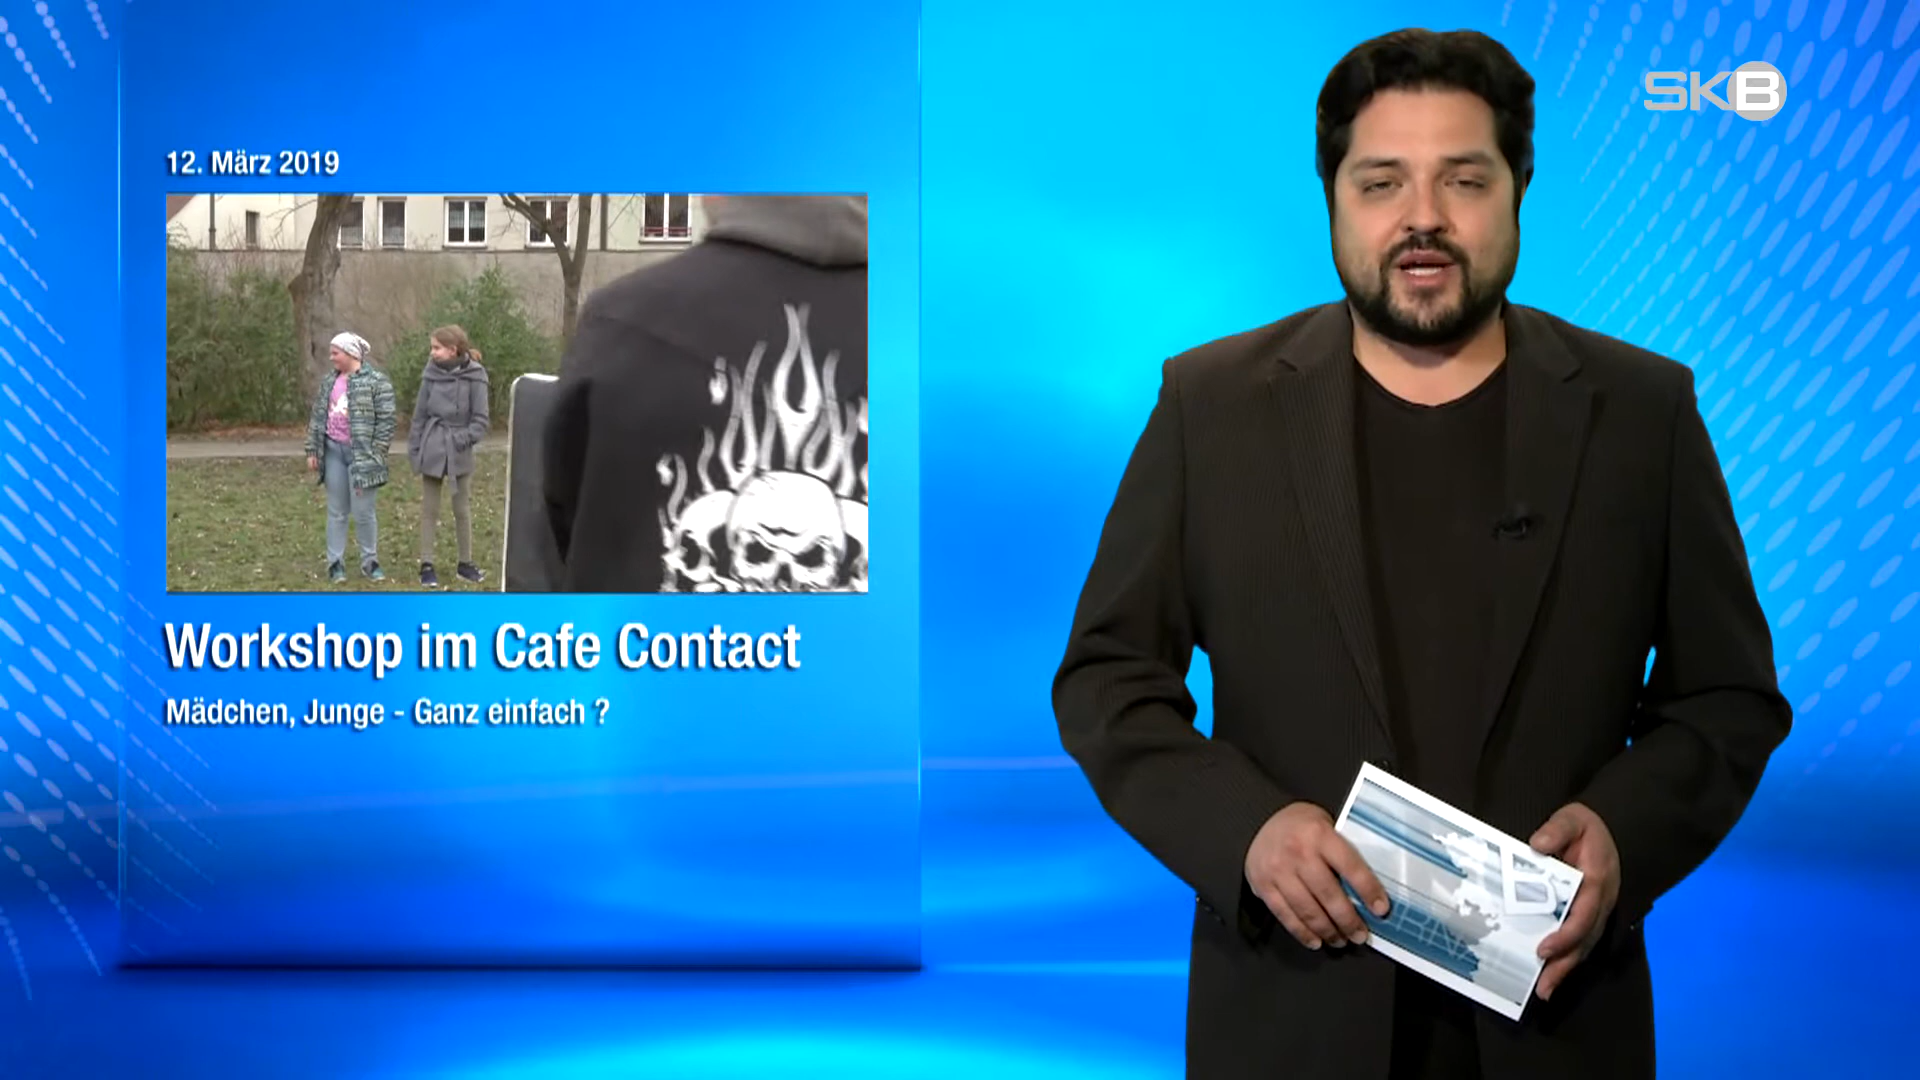 SKB
12. März 2019
Workshop im Cafe Contact
Mädchen, Junge - Ganz einfach ?